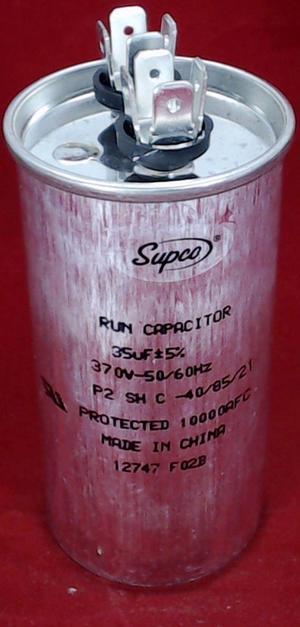 Supco®
RUN CAPACITOR
35uF±5%
370V-50/60HZ
P2 SH C -40/85/21
PROTECTED 10000AFC
MADE IN CHINA
12747 F02B